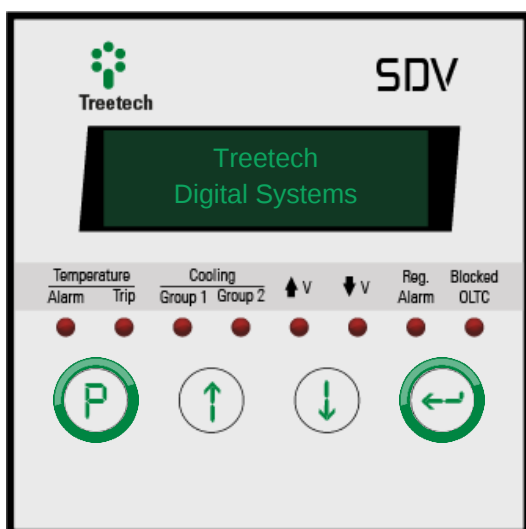 SDV
Treetech
Treetech
Digital Systems
Temperature
Alarm Trip
Cooling
Group 1 Group 2
V
V
Reg.
Alarm
Blocked
OLTC
P